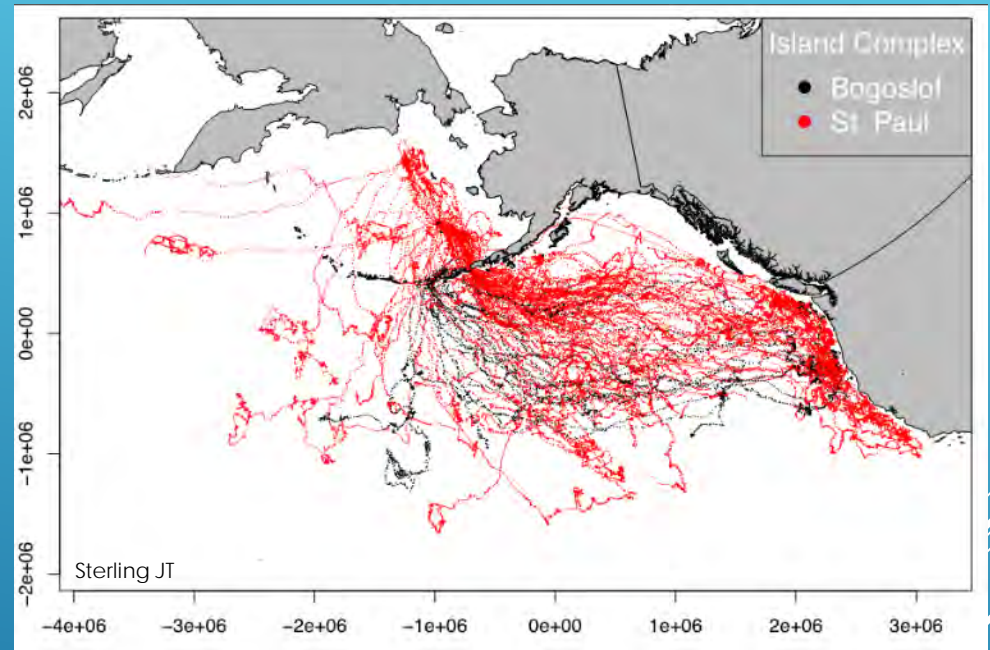 Island Complex
Bogoslof
St Paul
2e+06
1e+06
0e+00
−1e+06
−2e+06
Sterling JT
−4e+06 −3e+06 −2e+06 −1e+06 0e+00 1e+06 2e+06 3e+06